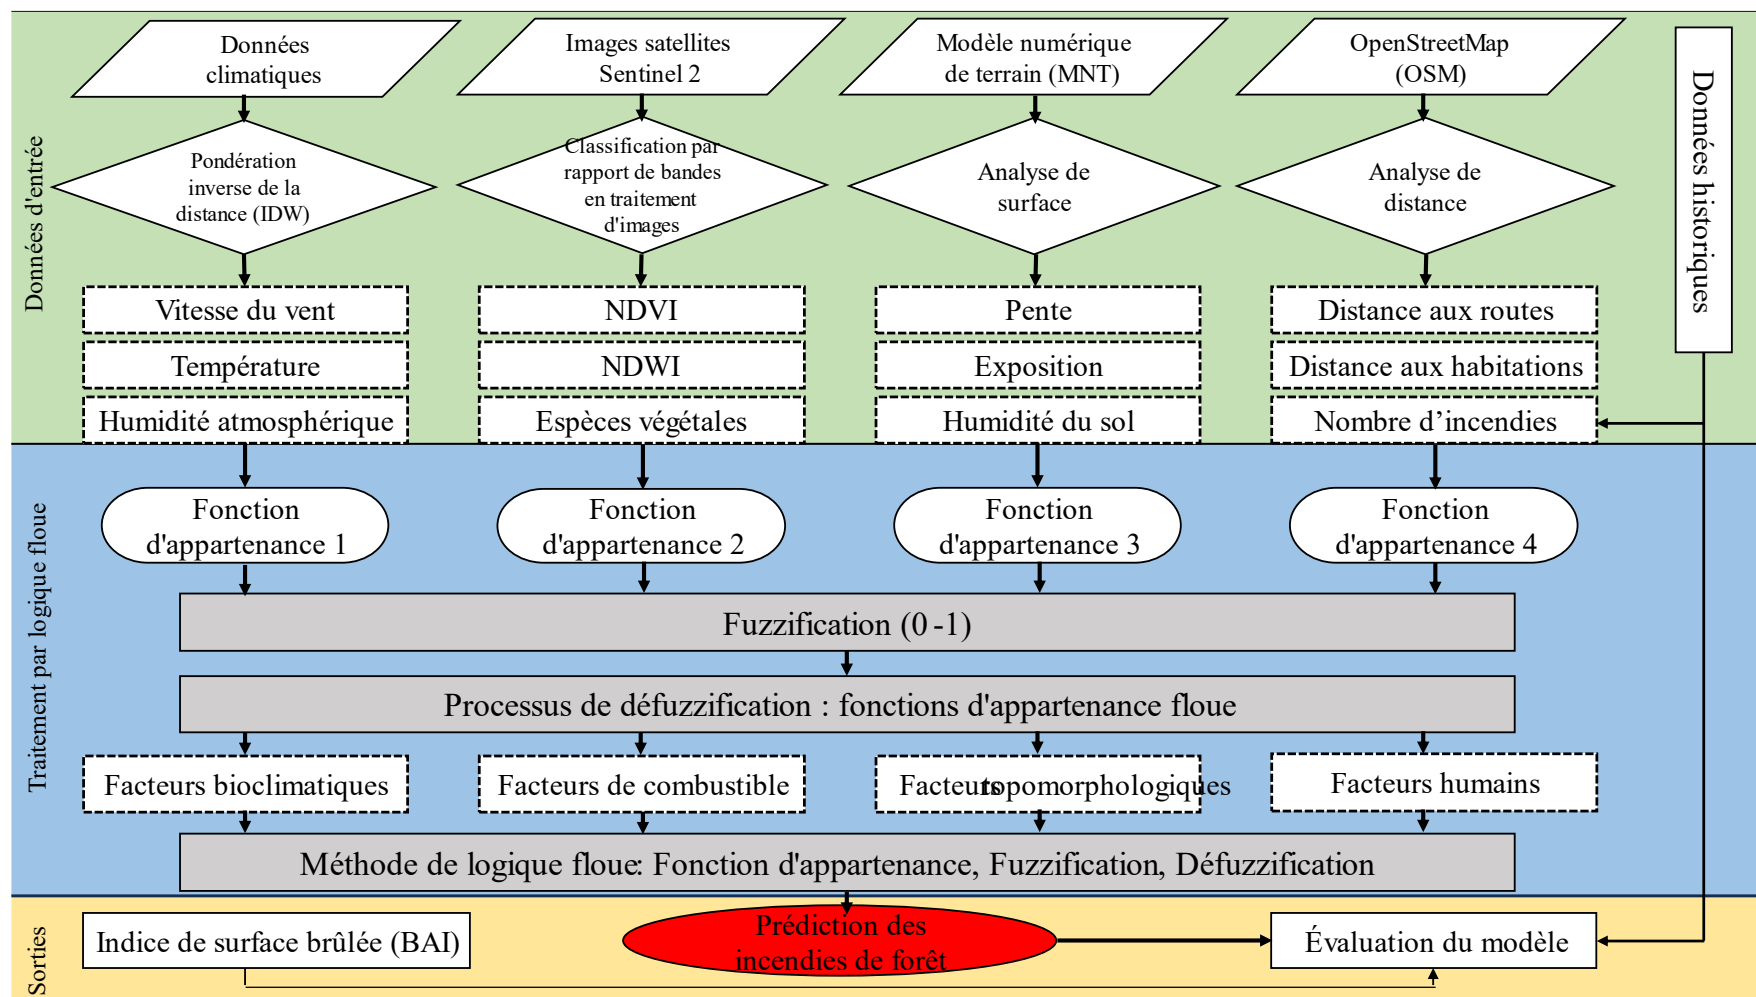 Données
climatiques
Images satellites
Sentinel 2
Modèle numérique
de terrain (MNT)
OpenStreetMap
(OSM)
Données historiques
Données d'entrée
Pondération
inverse de la
distance (IDW)
Classification par
rapport de bandes
en traitement
d'images
Analyse de
surface
Analyse de
distance
Vitesse du vent
NDVI
Pente
Distance aux routes
Température
NDWI
Exposition
Distance aux habitations
Humidité atmosphérique
Espèces végétales
Humidité du sol
Nombre d’incendies
Traitement par logique floue
Fonction
d'appartenance 1
Fonction
d'appartenance 2
Fonction
d'appartenance 3
Fonction
d'appartenance 4
Fuzzification (0-1)
Processus de défuzzification : fonctions d'appartenance floue
Facteurs bioclimatiques
Facteurs de combustible
Facteurs topomorphologiques
Facteurs humains
Méthode de logique floue: Fonction d'appartenance, Fuzzification, Défuzzification
Sorties
Indice de surface brûlée (BAI)
Prédiction des
incendies de forêt
Évaluation du modèle